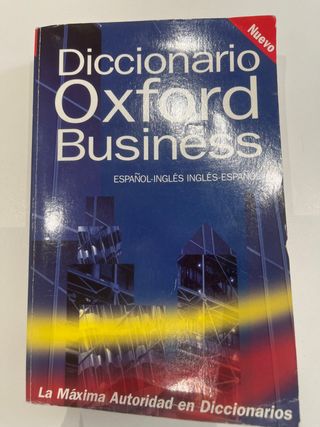 Nuevo
Diccionario
Oxford
Business
ESPAÑOL-INGLÉS INGLÉS-ESPAÑOL
La Máxima Autoridad en Diccionarios